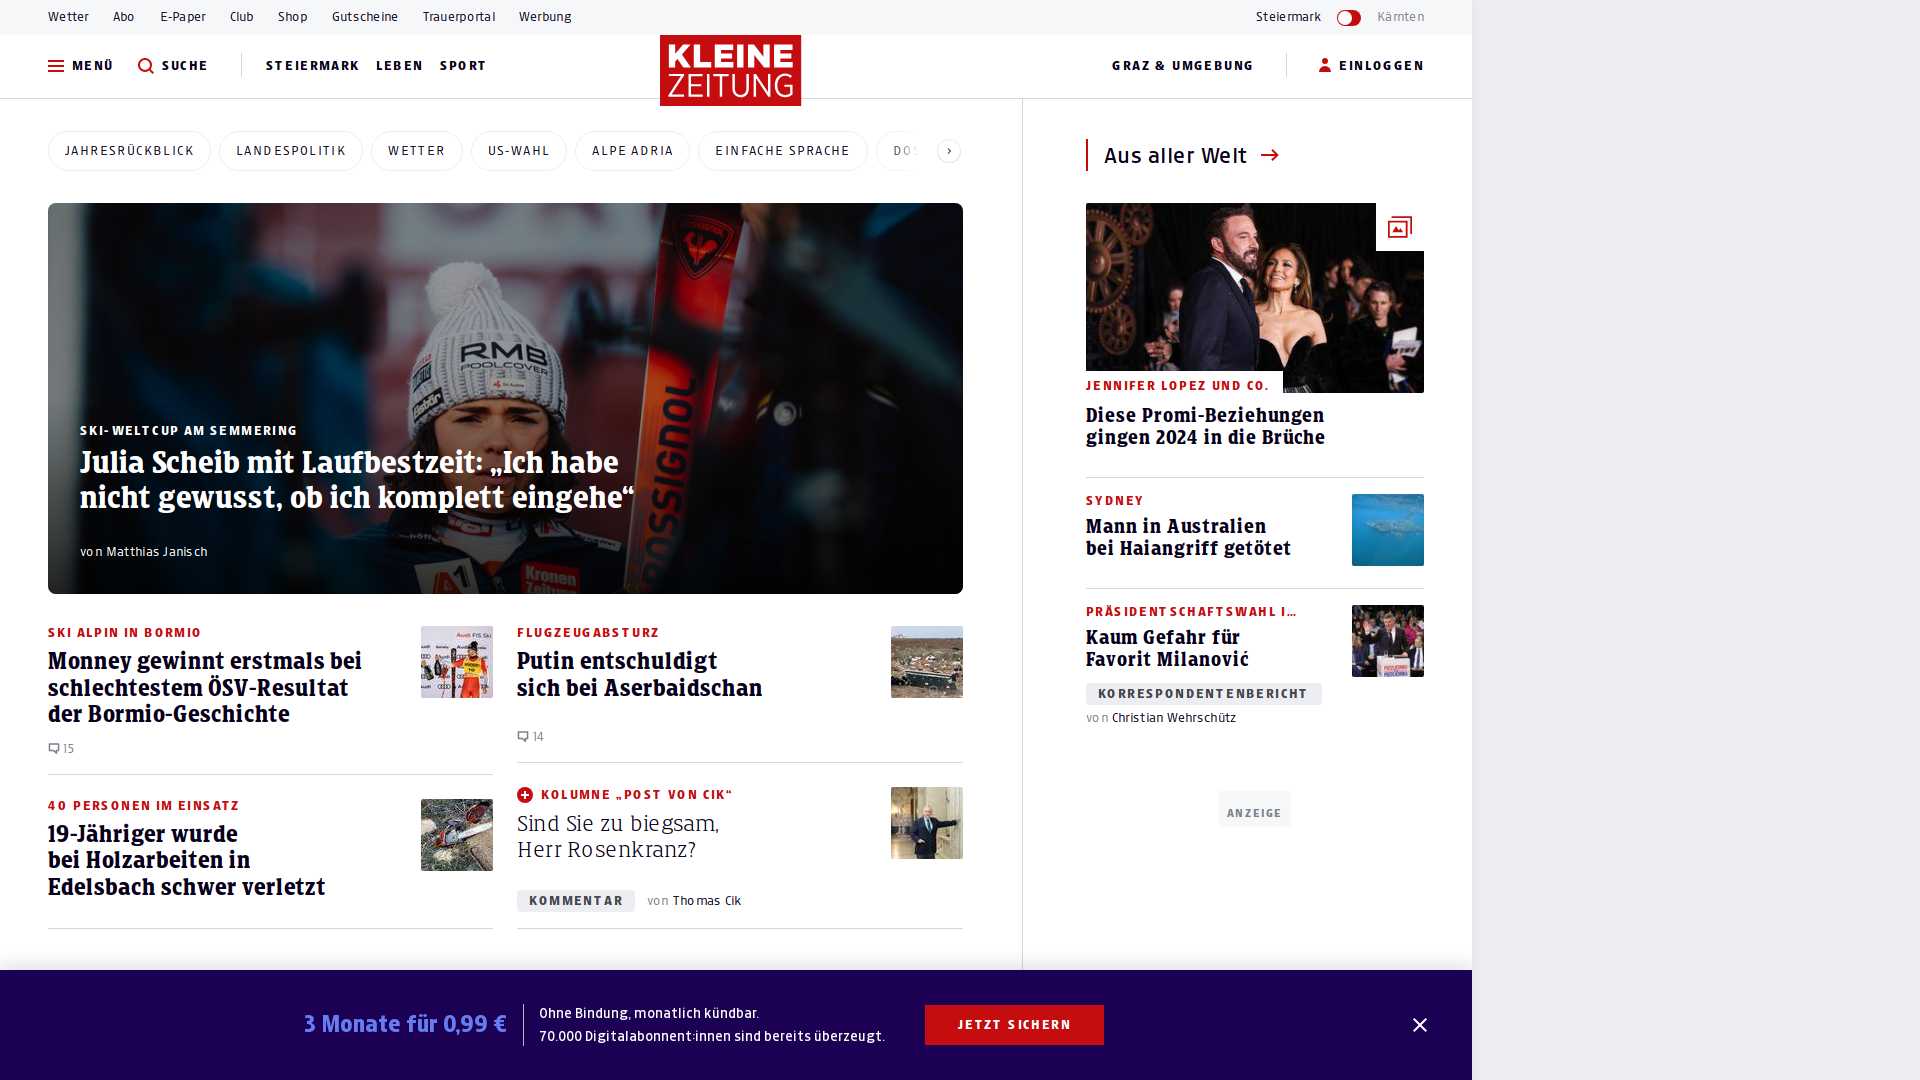 Wetter Abo E-Paper Club Shop Gutscheine Trauerportal Werbung Steiermark Kärnten
MENÜ SUCHE STEIERMARK LEBEN SPORT
KLEINE
ZEITUNG
GRAZ & UMGEBUNG EINLOGGEN
JAHRESRÜCKBLICK LANDESPOLITIK WETTER US-WAHL ALPE ADRIA EINFACHE SPRACHE
RMB
POOLCOVER
ROSSIGNOL
Kronen
Zeitung
SKI-WELTCUP AM SEMMERING
Julia Scheib mit Laufbestzeit: „Ich habe
nicht gewusst, ob ich komplett eingehe“
von Matthias Janisch
SKI ALPIN IN BORMIO
Monney gewinnt erstmals bei
schlechtestem ÖSV-Resultat
der Bormio-Geschichte
15
40 PERSONEN IM EINSATZ
19-Jähriger wurde
bei Holzarbeiten in
Edelsbach schwer verletzt
FLUGZEUGABSTURZ
Putin entschuldigt
sich bei Aserbaidschan
14
KOLUMNE „POST VON CIK“
Sind Sie zu biegsam,
Herr Rosenkranz?
KOMMENTAR von Thomas Cik
Aus aller Welt
JENNIFER LOPEZ UND CO.
Diese Promi-Beziehungen
gingen 2024 in die Brüche
SYDNEY
Mann in Australien
bei Haiangriff getötet
PRÄSIDENTSCHAFTSWAHL I...
Kaum Gefahr für
Favorit Milanović
KORRESPONDENTENBERICHT
von Christian Wehrschütz
ANZEIGE
3 Monate für 0,99 €
Ohne Bindung, monatlich kündbar.
70.000 Digitalabonnent:innen sind bereits überzeugt.
JETZT SICHERN